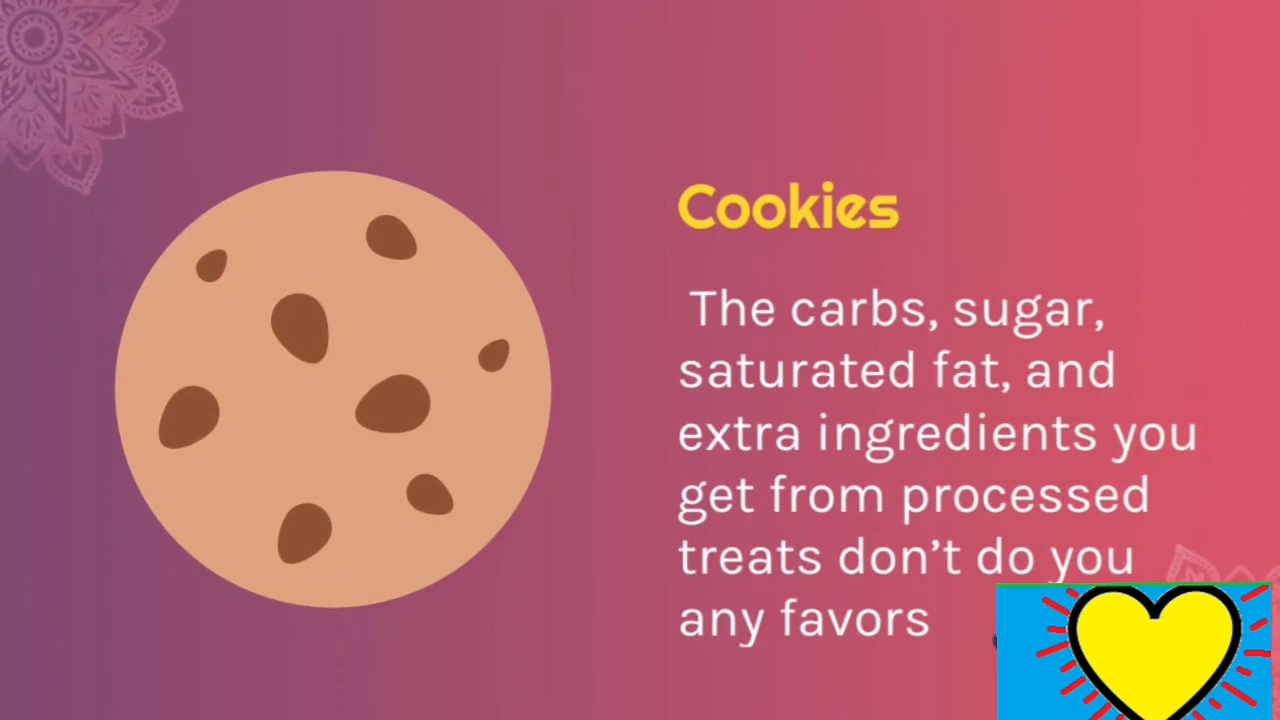 Cookies
The carbs, sugar,
saturated fat, and
extra ingredients you
get from processed
treats don’t do you
any favors